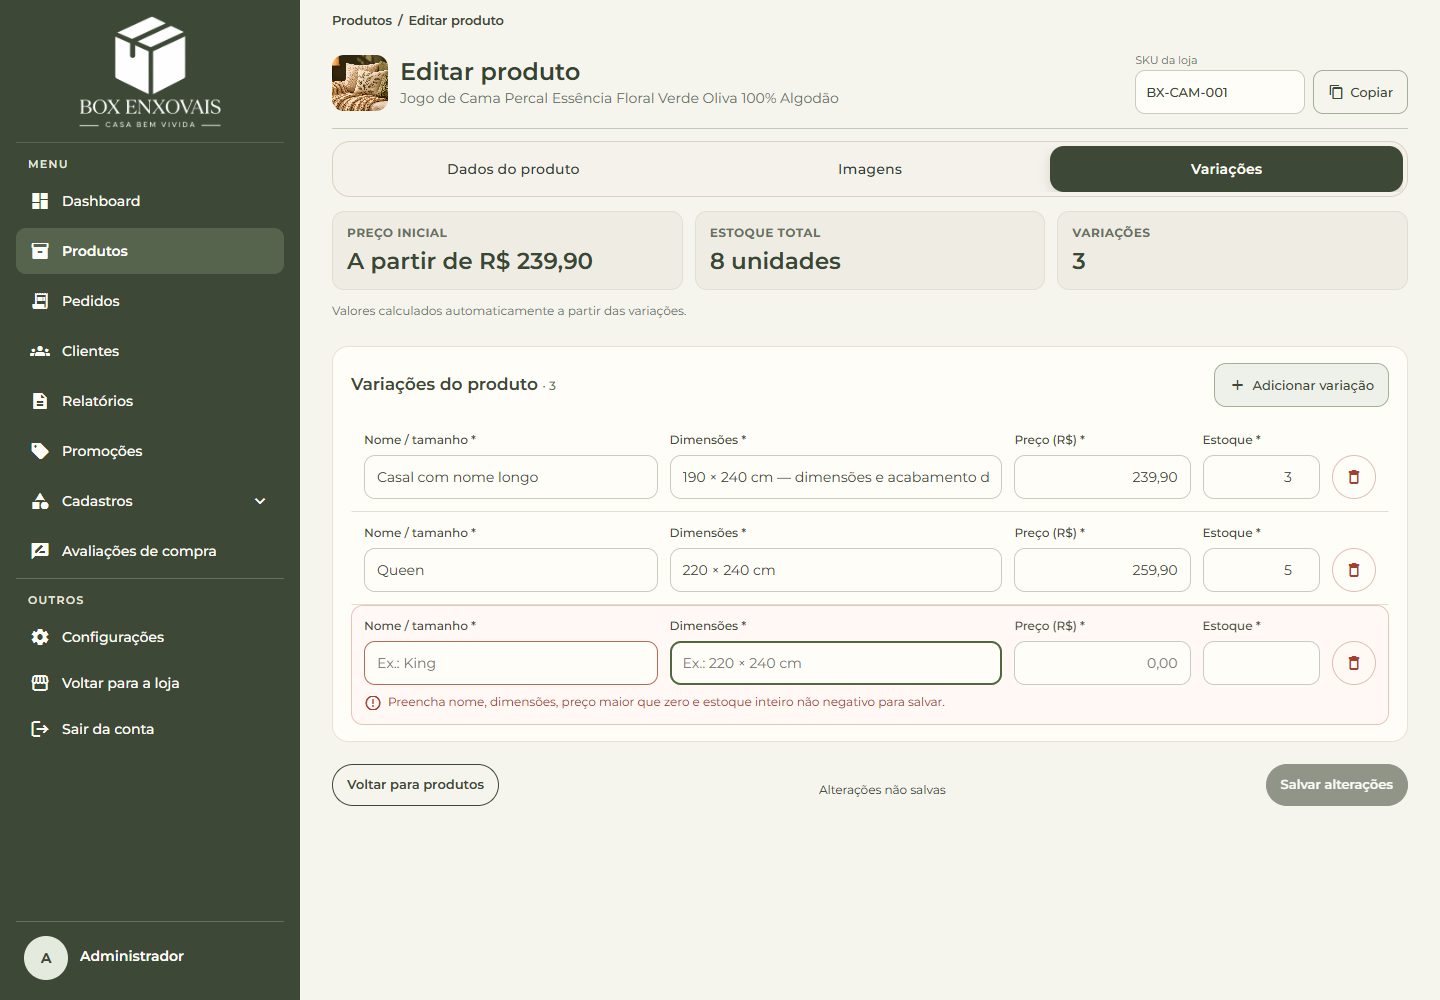 BOX ENXOVAIS
CASA BEM VIVIDA
MENU
Dashboard
Produtos
Pedidos
Clientes
Relatórios
Promoções
Cadastros
Avaliações de compra
OUTROS
Configurações
Voltar para a loja
Sair da conta
A
Administrador
Produtos / Editar produto
Editar produto
Jogo de Cama Percal Essência Floral Verde Oliva 100% Algodão
SKU da loja
BX-CAM-001
Copiar
Dados do produto
Imagens
Variações
PREÇO INICIAL
A partir de R$ 239,90
ESTOQUE TOTAL
8 unidades
VARIAÇÕES
3
Valores calculados automaticamente a partir das variações.
Variações do produto · 3
+ Adicionar variação
Nome / tamanho * Dimensões * Preço (R$) * Estoque *
Casal com nome longo 190 × 240 cm — dimensões e acabamento d 239,90 3
Nome / tamanho * Dimensões * Preço (R$) * Estoque *
Queen 220 × 240 cm 259,90 5
Nome / tamanho * Dimensões * Preço (R$) * Estoque *
Ex.: King Ex.: 220 × 240 cm 0,00
Preencha nome, dimensões, preço maior que zero e estoque inteiro não negativo para salvar.
Voltar para produtos
Alterações não salvas
Salvar alterações